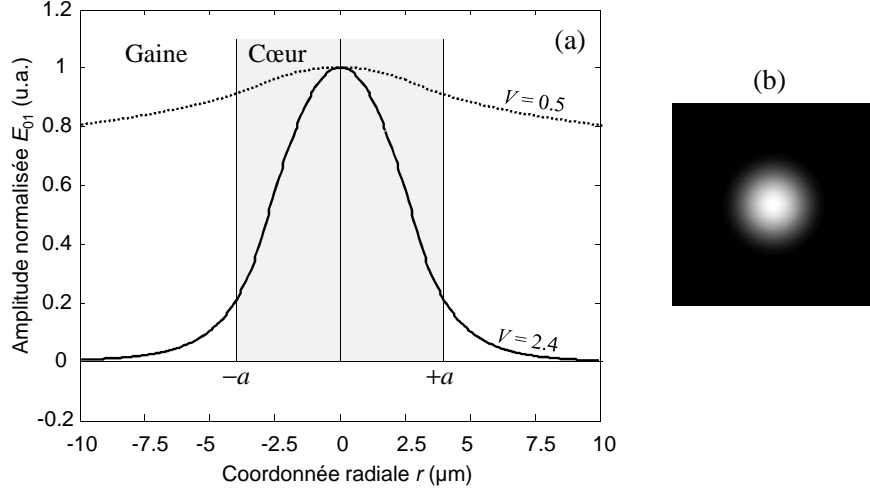 1.2
1
0.8
0.6
0.4
0.2
0
-0.2
Amplitude normalisée E01 (u.a.)
Gaine
Cœur
(a)
V = 0.5
V = 2.4
−a
+a
-10
-7.5
-5
-2.5
0
2.5
5
7.5
10
Coordonnée radiale r (µm)
(b)